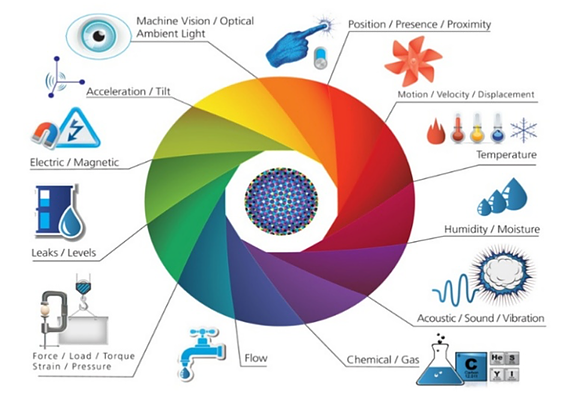 Machine Vision / Optical
Ambient Light
Position / Presence / Proximity
Acceleration / Tilt
Motion / Velocity / Displacement
Electric / Magnetic
Temperature
Leaks / Levels
Humidity / Moisture
Acoustic / Sound / Vibration
Force / Load / Torque
Strain / Pressure
Flow
Chemical / Gas
C
He
S
Y
I